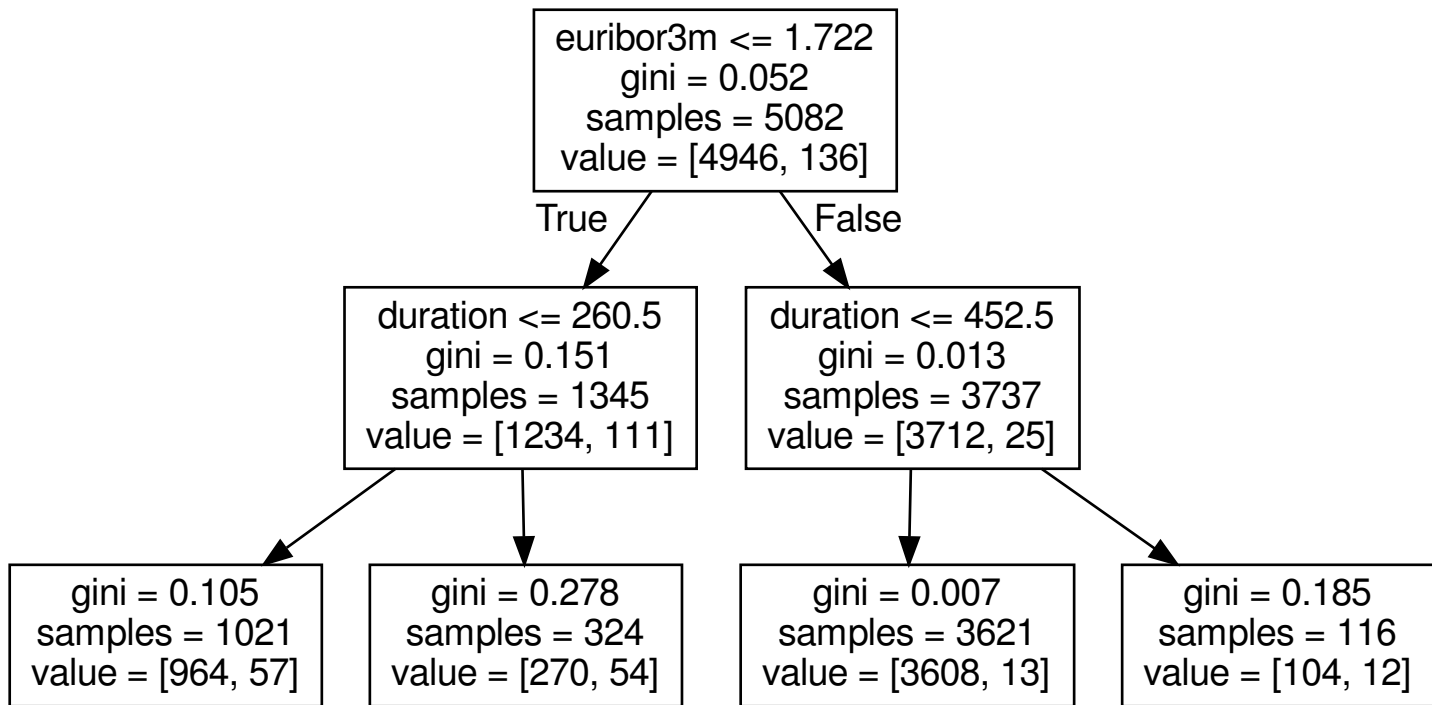 euribor3m <= 1.722
gini = 0.052
samples = 5082
value = [4946, 136]
True
False
duration <= 260.5
gini = 0.151
samples = 1345
value = [1234, 111]
duration <= 452.5
gini = 0.013
samples = 3737
value = [3712, 25]
gini = 0.105
samples = 1021
value = [964, 57]
gini = 0.278
samples = 324
value = [270, 54]
gini = 0.007
samples = 3621
value = [3608, 13]
gini = 0.185
samples = 116
value = [104, 12]